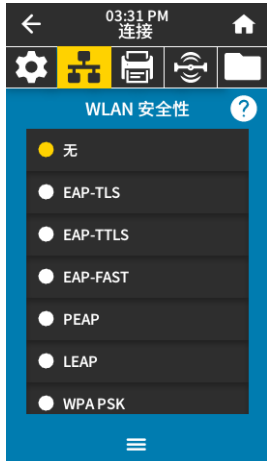 03:31 PM
连接
WLAN 安全性
?
无
EAP-TLS
EAP-TTLS
EAP-FAST
PEAP
LEAP
WPA PSK